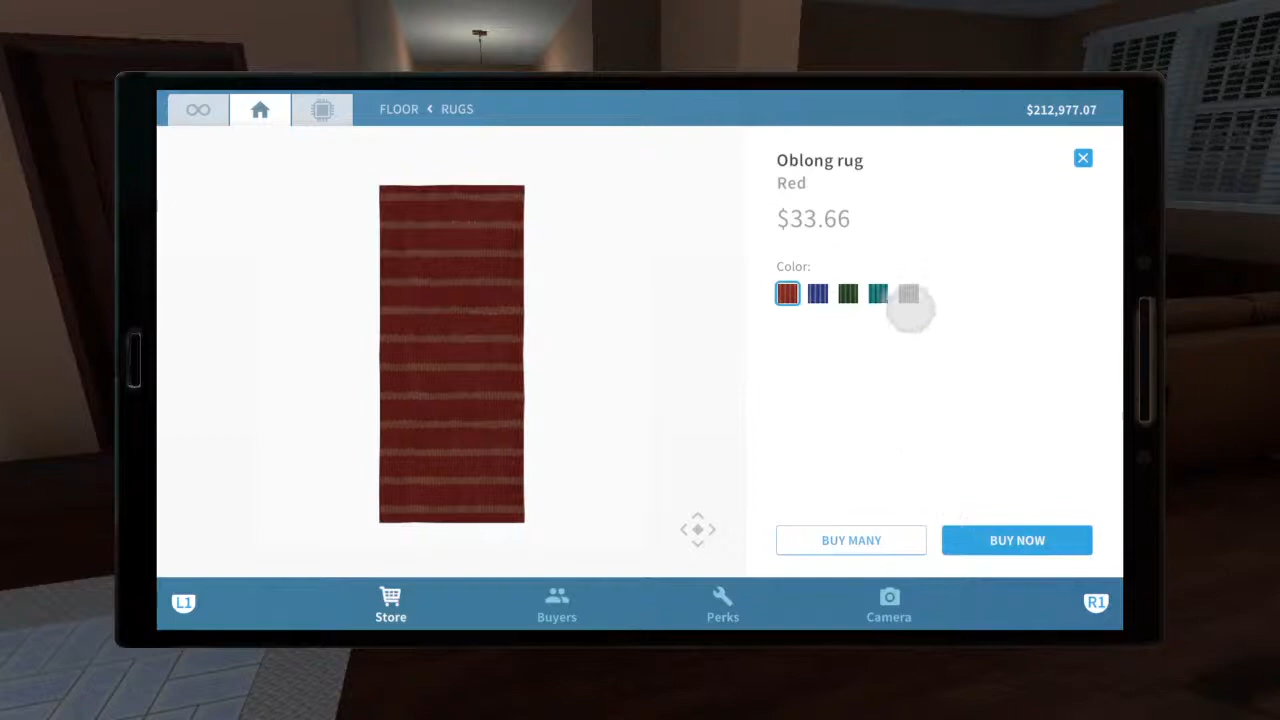 FLOOR < RUGS
$212,977.07
Oblong rug
Red
$33.66
Color:
BUY MANY
BUY NOW
L1
Store
Buyers
Perks
Camera
R1